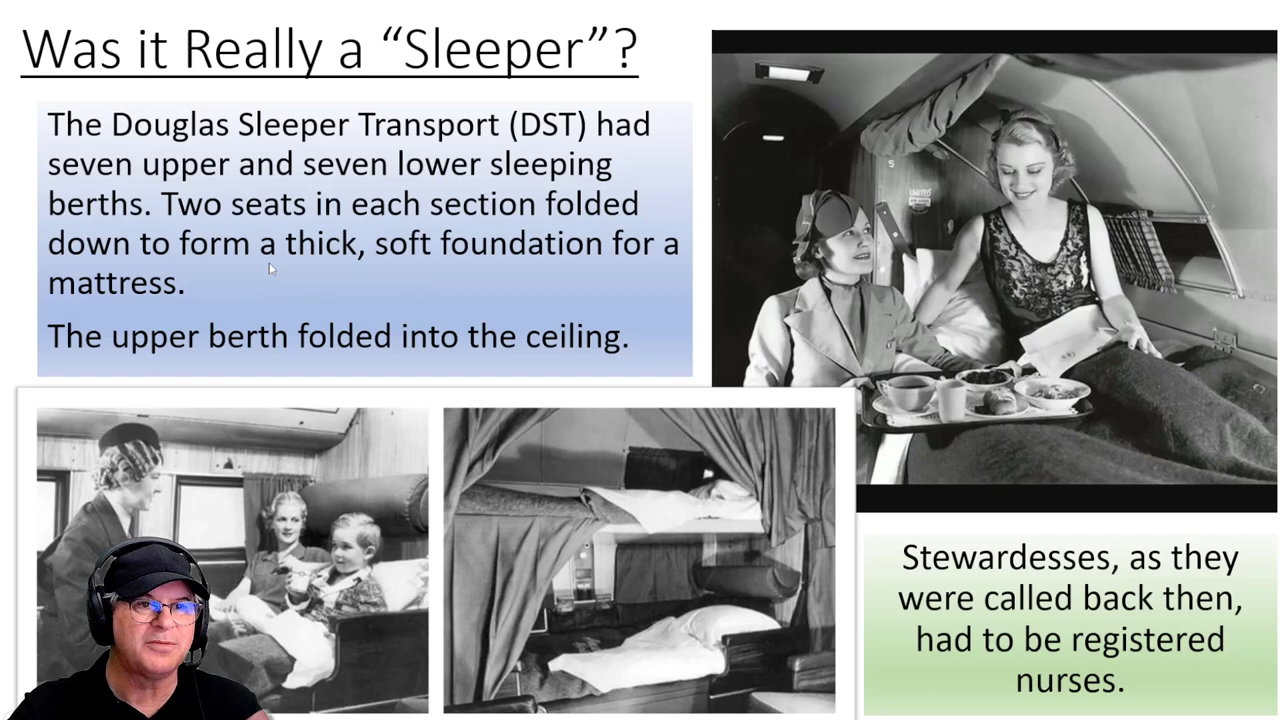 Was it Really a “Sleeper”?
The Douglas Sleeper Transport (DST) had
seven upper and seven lower sleeping
berths. Two seats in each section folded
down to form a thick, soft foundation for a
mattress.
The upper berth folded into the ceiling.
5
UNITED
Stewardesses, as they
were called back then,
had to be registered
nurses.